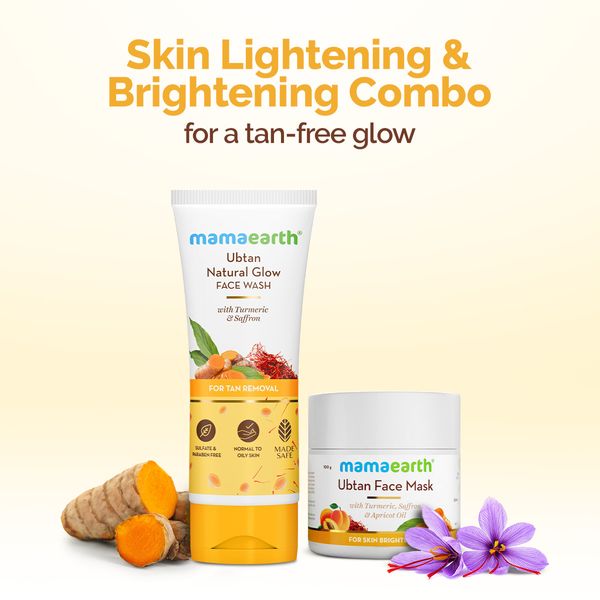 Skin Lightening &
Brightening Combo
for a tan-free glow
mamaearth®
Ubtan
Natural Glow
FACE WASH
with Turmeric
& Saffron
FOR TAN REMOVAL
SULFATE &
PARABEN FREE
NORMAL TO
OILY SKIN
MADE
SAFE
100 g
mamaearth®
Ubtan Face Mask
with Turmeric, Saffron
& Apricot Oil
FOR SKIN BRIGHT